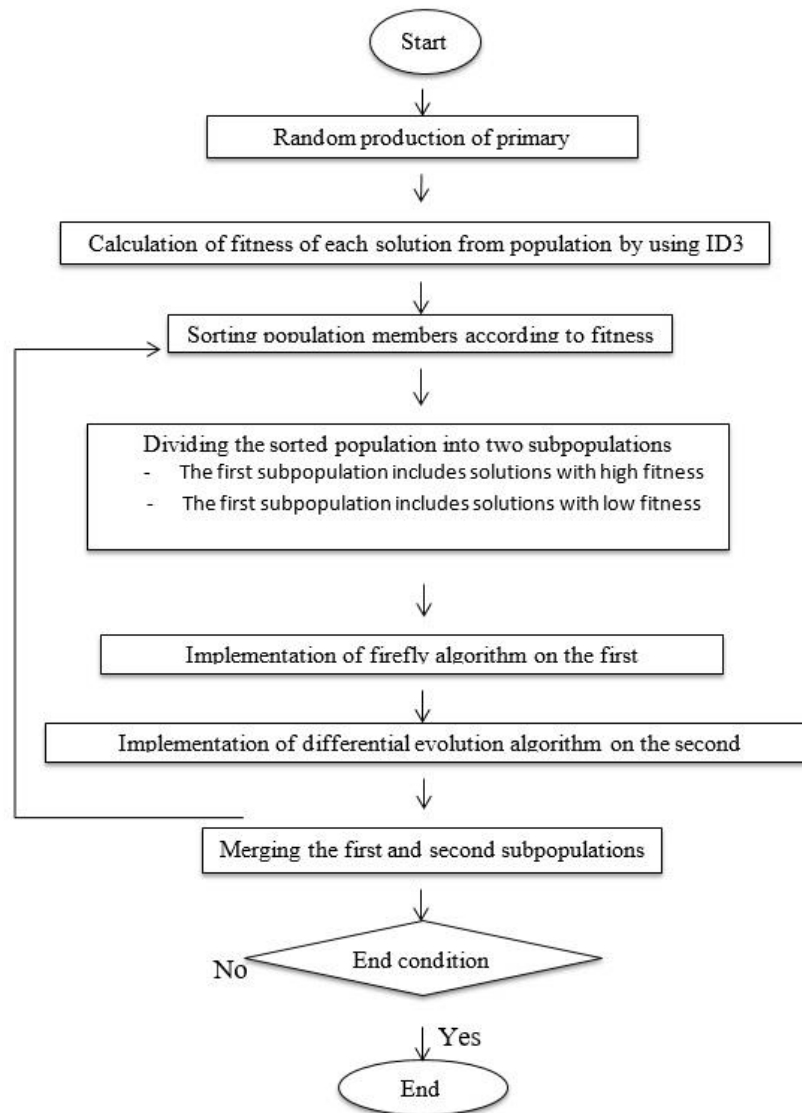 Start
Random production of primary
Calculation of fitness of each solution from population by using ID3
Sorting population members according to fitness
Dividing the sorted population into two subpopulations
- The first subpopulation includes solutions with high fitness
- The first subpopulation includes solutions with low fitness
Implementation of firefly algorithm on the first
Implementation of differential evolution algorithm on the second
Merging the first and second subpopulations
End condition
No
Yes
End